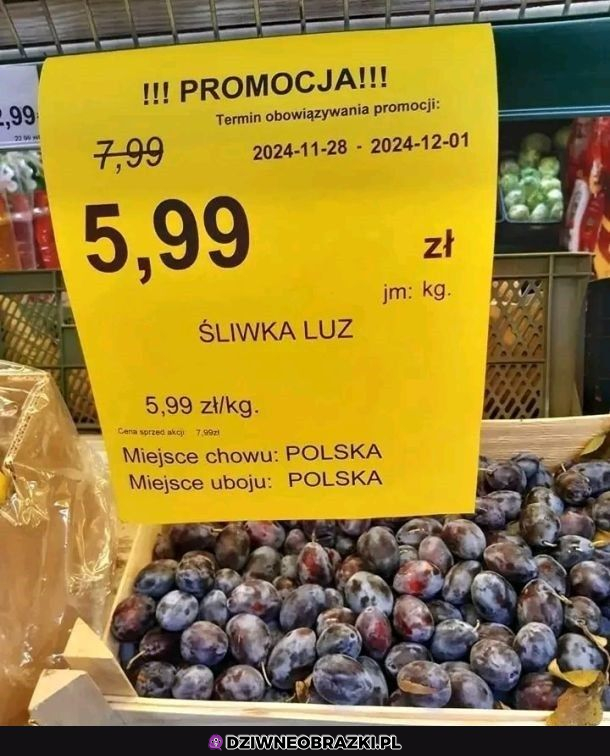 !!! PROMOCJA!!!
Termin obowiązywania promocji:
7,99
2024-11-28 - 2024-12-01
5,99
zł
jm: kg.
ŚLIWKA LUZ
5,99 zł/kg.
Cena sprzed akcji: 7,99zł
Miejsce chowu: POLSKA
Miejsce uboju: POLSKA
,99
DZIWNEOBRAZKI.PL